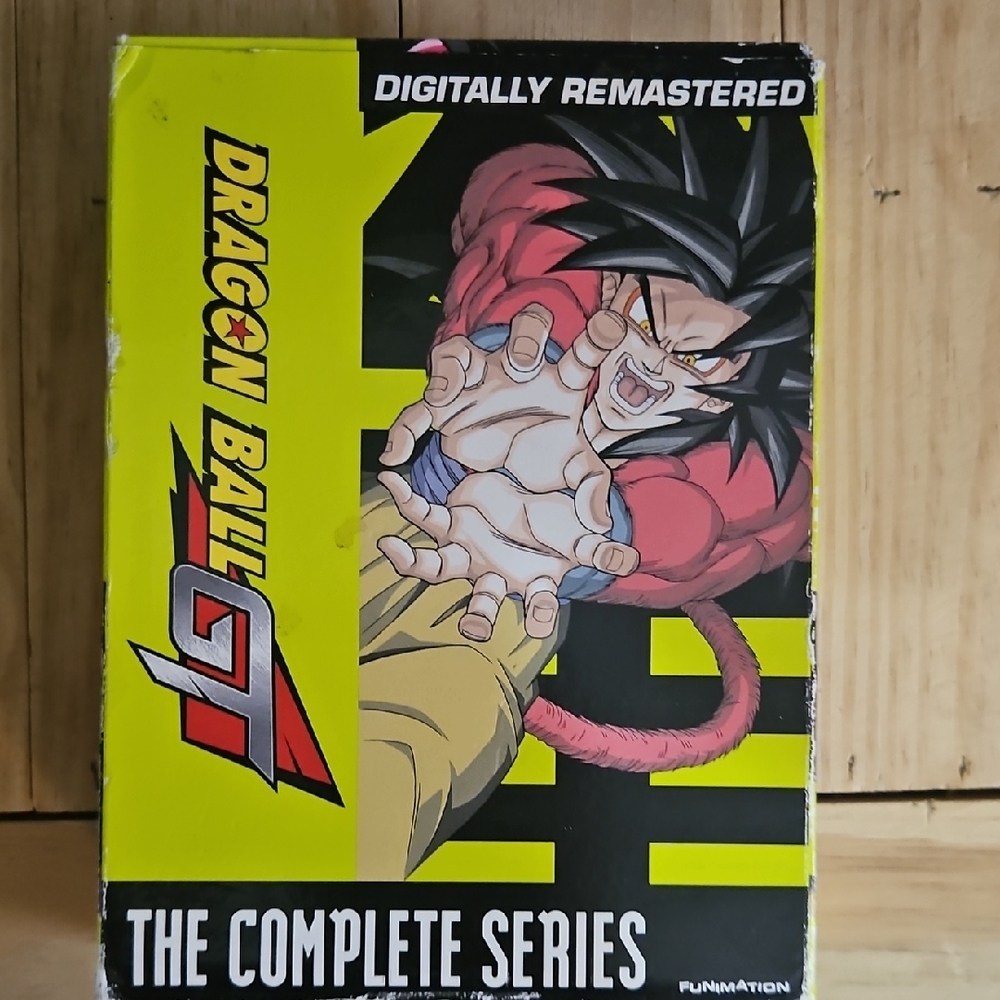 DIGITALLY REMASTERED
DRAGON BALL GT
THE COMPLETE SERIES
FUNIMATION